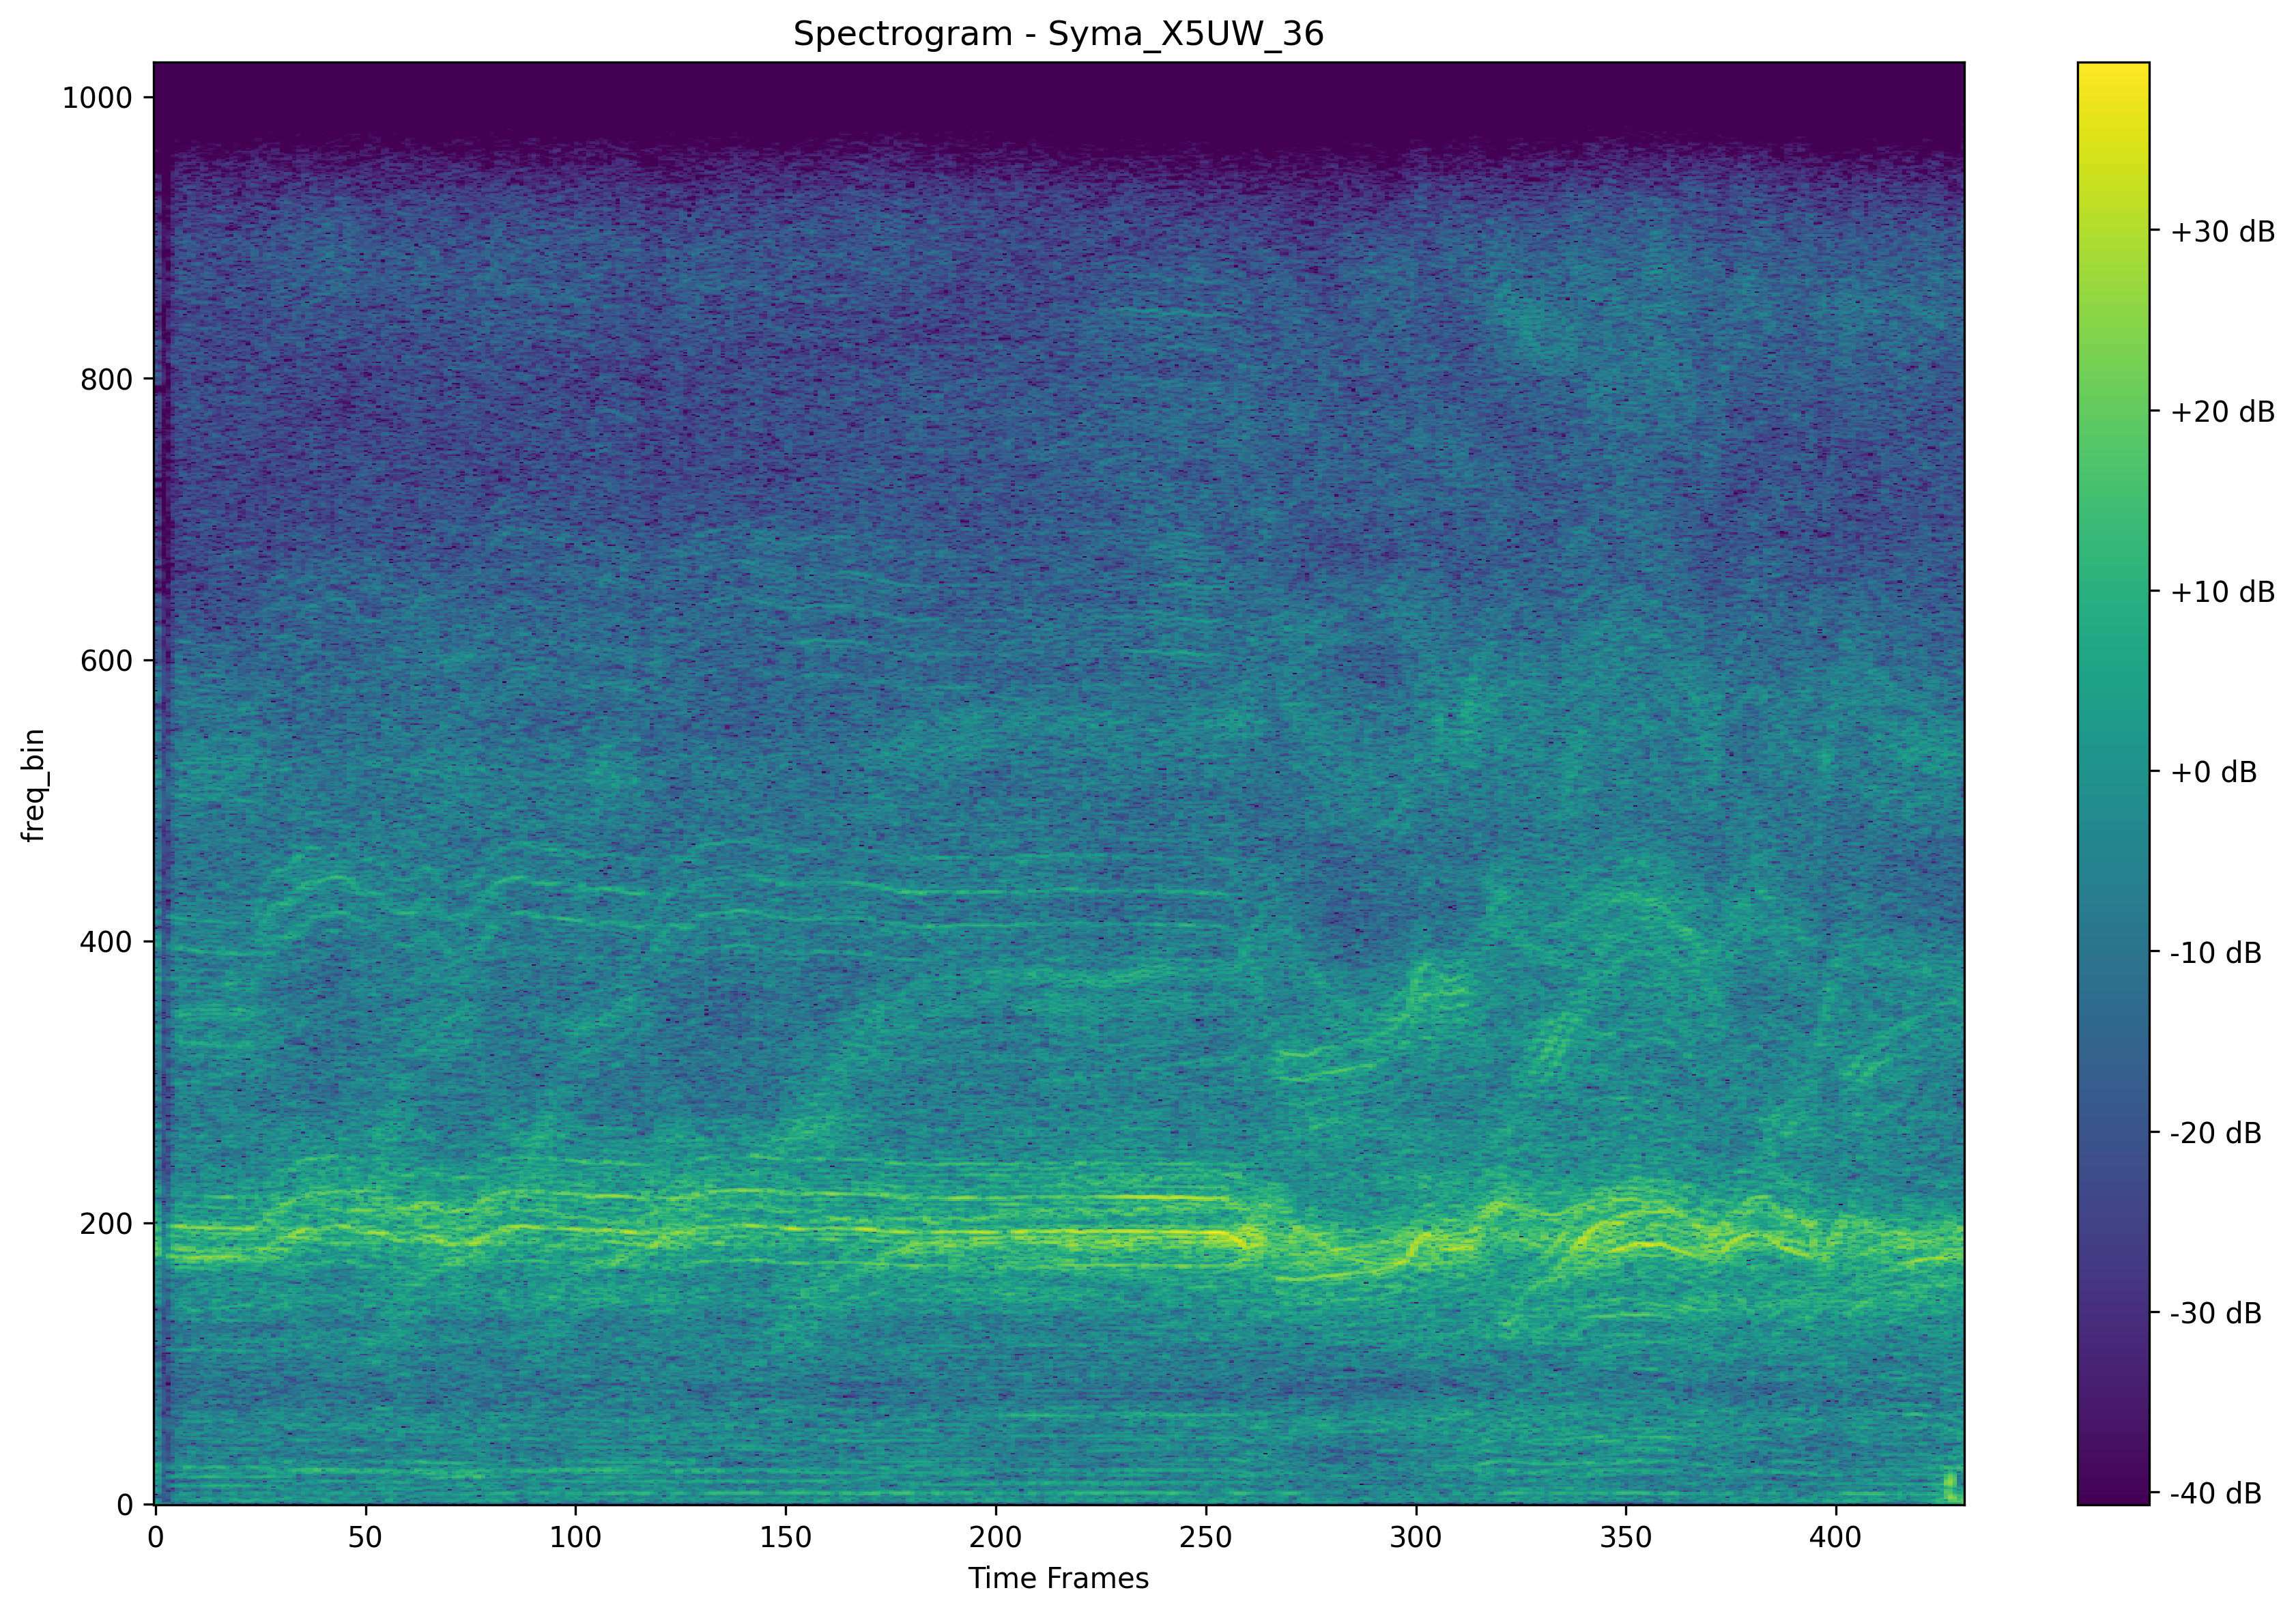 Spectrogram - Syma_X5UW_36
1000
800
600
400
200
0
freq_bin
0 50 100 150 200 250 300 350 400
Time Frames
+30 dB
+20 dB
+10 dB
+0 dB
-10 dB
-20 dB
-30 dB
-40 dB